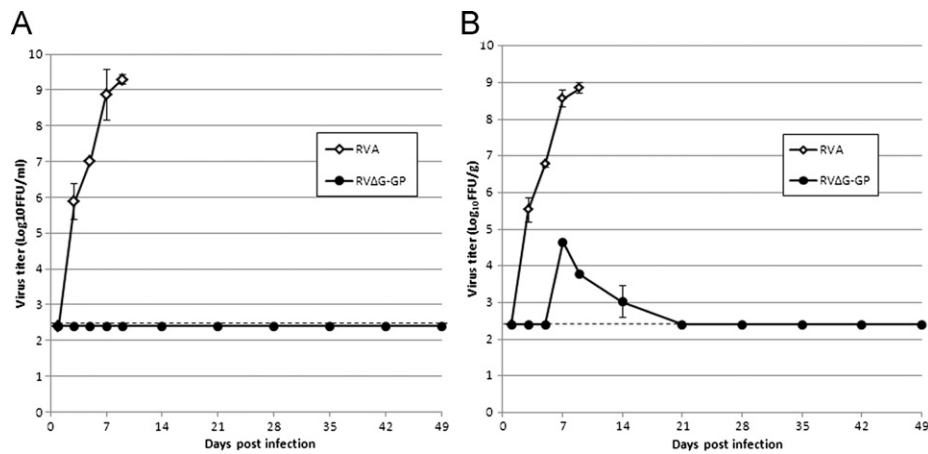 A
10
9
8
7
6
5
4
3
2
1
0
Virus titer (Log10FFU/ml)
RVA
RVΔG-GP
0 7 14 21 28 35 42 49
Days post infection
B
10
9
8
7
6
5
4
3
2
1
0
Virus titer (Log₁₀FFU/g)
RVA
RVΔG-GP
0 7 14 21 28 35 42 49
Days post infection